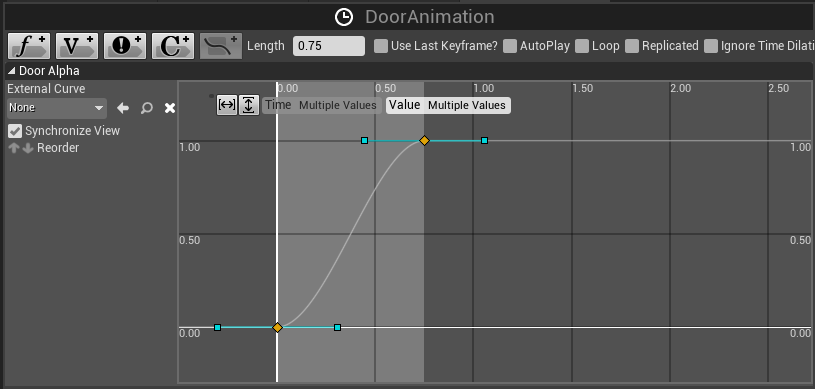 DoorAnimation
f+ V+ !+ C+ Length 0.75 Use Last Keyframe? AutoPlay Loop Replicated Ignore Time Dilati
Door Alpha
External Curve
None
Synchronize View
Reorder
0.00 0.50 1.00 1.50 2.00 2.50
Time Multiple Values Value Multiple Values
1.00 1.00
0.50 0.50
0.00 0.00